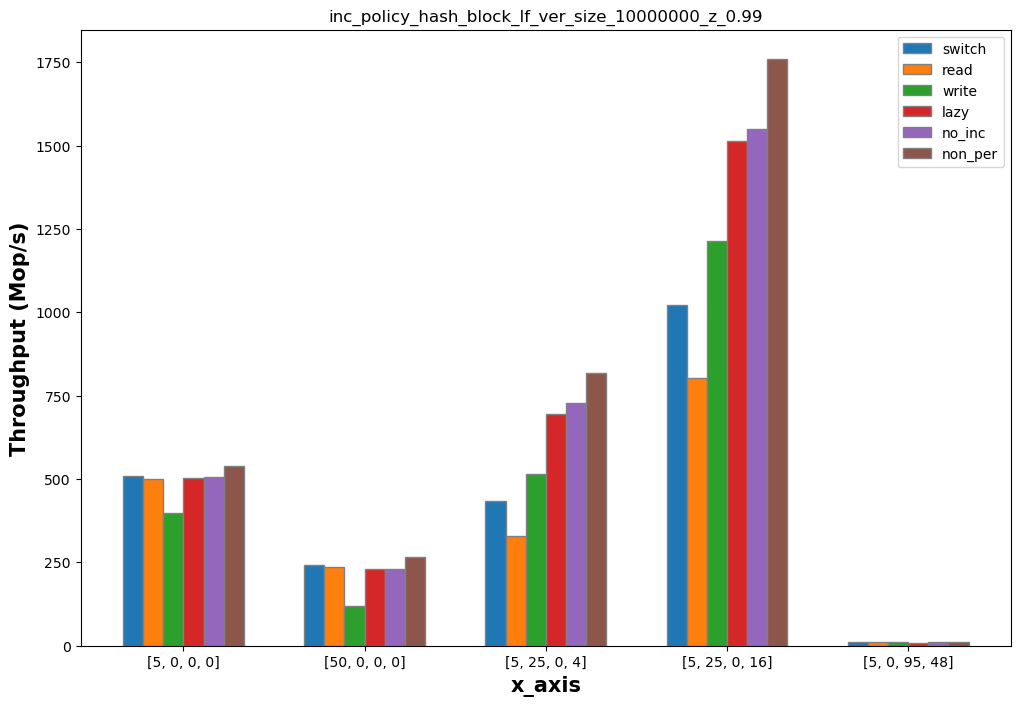 inc_policy_hash_block_lf_ver_size_10000000_z_0.99
switch
read
write
lazy
no_inc
non_per
Throughput (Mop/s)
1750
1500
1250
1000
750
500
250
0
[5, 0, 0, 0]
[50, 0, 0, 0]
[5, 25, 0, 4]
[5, 25, 0, 16]
[5, 0, 95, 48]
x_axis